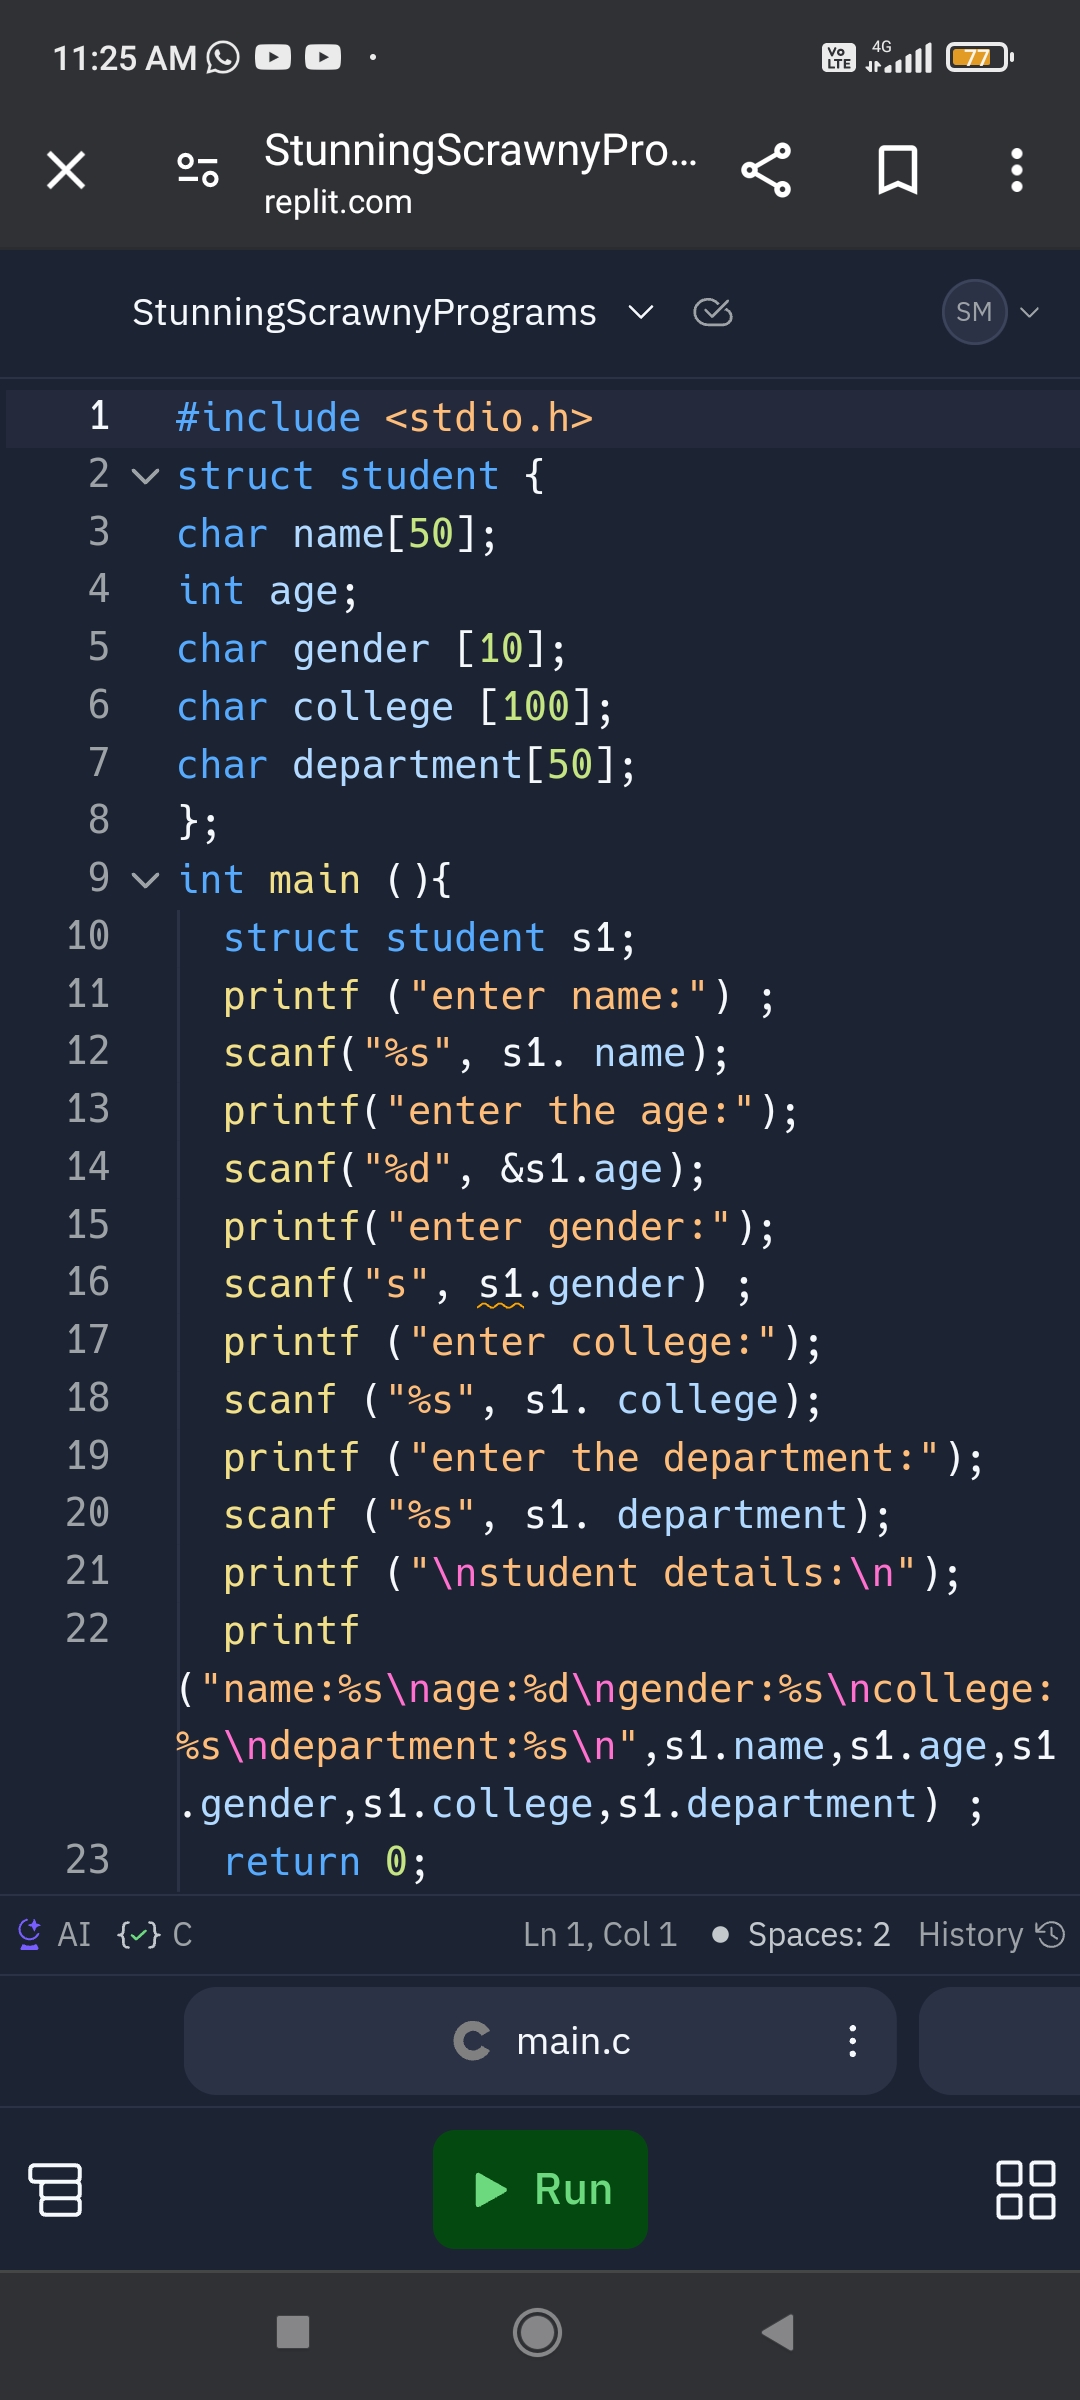 11:25 AM
Vo LTE 4G 77
StunningScrawnyPro...
replit.com
StunningScrawnyPrograms
SM
1 #include <stdio.h>
2 struct student {
3 char name[50];
4 int age;
5 char gender [10];
6 char college [100];
7 char department[50];
8 };
9 int main (){
10 struct student s1;
11 printf ("enter name:") ;
12 scanf("%s", s1. name);
13 printf("enter the age:");
14 scanf("%d", &s1.age);
15 printf("enter gender:");
16 scanf("s", s1.gender) ;
17 printf ("enter college:");
18 scanf ("%s", s1. college);
19 printf ("enter the department:");
20 scanf ("%s", s1. department);
21 printf ("\nstudent details:\n");
22 printf
("name:%s\nage:%d\ngender:%s\ncollege:
%s\ndepartment:%s\n",s1.name,s1.age,s1
.gender,s1.college,s1.department) ;
23 return 0;
AI {✓} C Ln 1, Col 1 Spaces: 2 History
main.c
Run